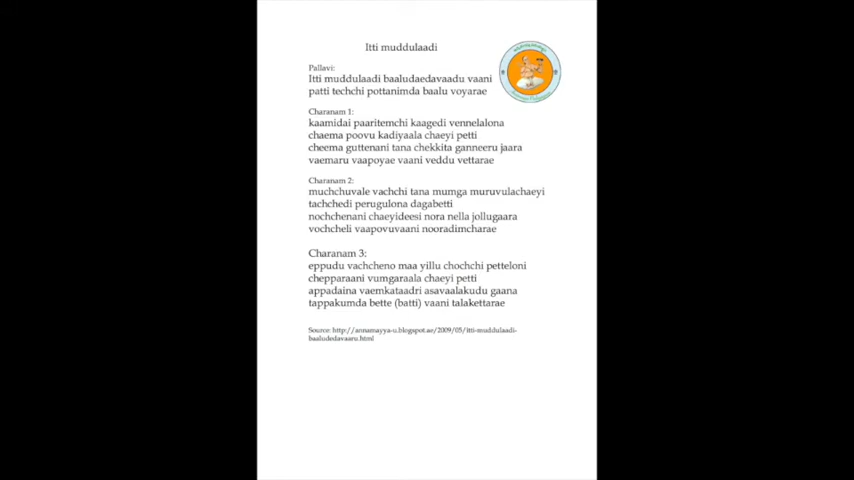 Itti muddulaadi
Pallavi:
Itti muddulaadi baaludaedavaadu vaani
patti techchi pottanimda baalu voyarae
Charanam 1:
kaamidai paaritemchi kaagedi vennelalona
chaema poovu kadiyaala chaeyi petti
cheema guttenani tana chekkita ganneeru jaara
vaemaru vaapoyae vaani veddu vettarae
Charanam 2:
muchchuvale vachchi tana mumga muruvulachaeyi
tachchedi perugulona dagabetti
nochchenani chaeyideesi nora nella jollugaara
vochcheli vaapovuvaani nooradimcharae
Charanam 3:
eppudu vachcheno maa yillu chochchi petteloni
chepparaani vumgaraala chaeyi petti
appadaina vaemkataadri asavaalakudu gaana
tappakumda bette (batti) vaani talakettarae
Source: http://annamayya-u.blogspot.ae/2009/05/itti-muddulaadi-
baaludedavaaru.html